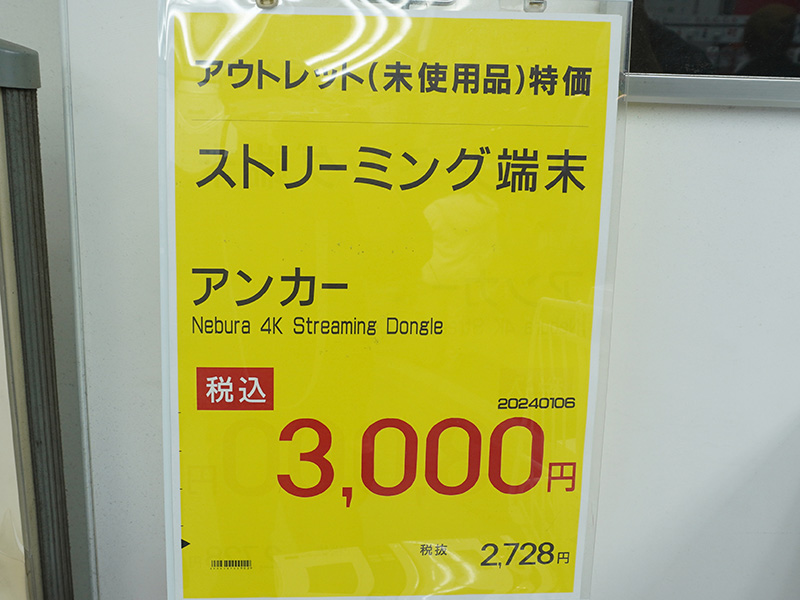 アウトレット(未使用品)特価
ストリーミング端末
アンカー
Nebura 4K Streaming Dongle
税込
20240106
3,000円
税抜 2,728円